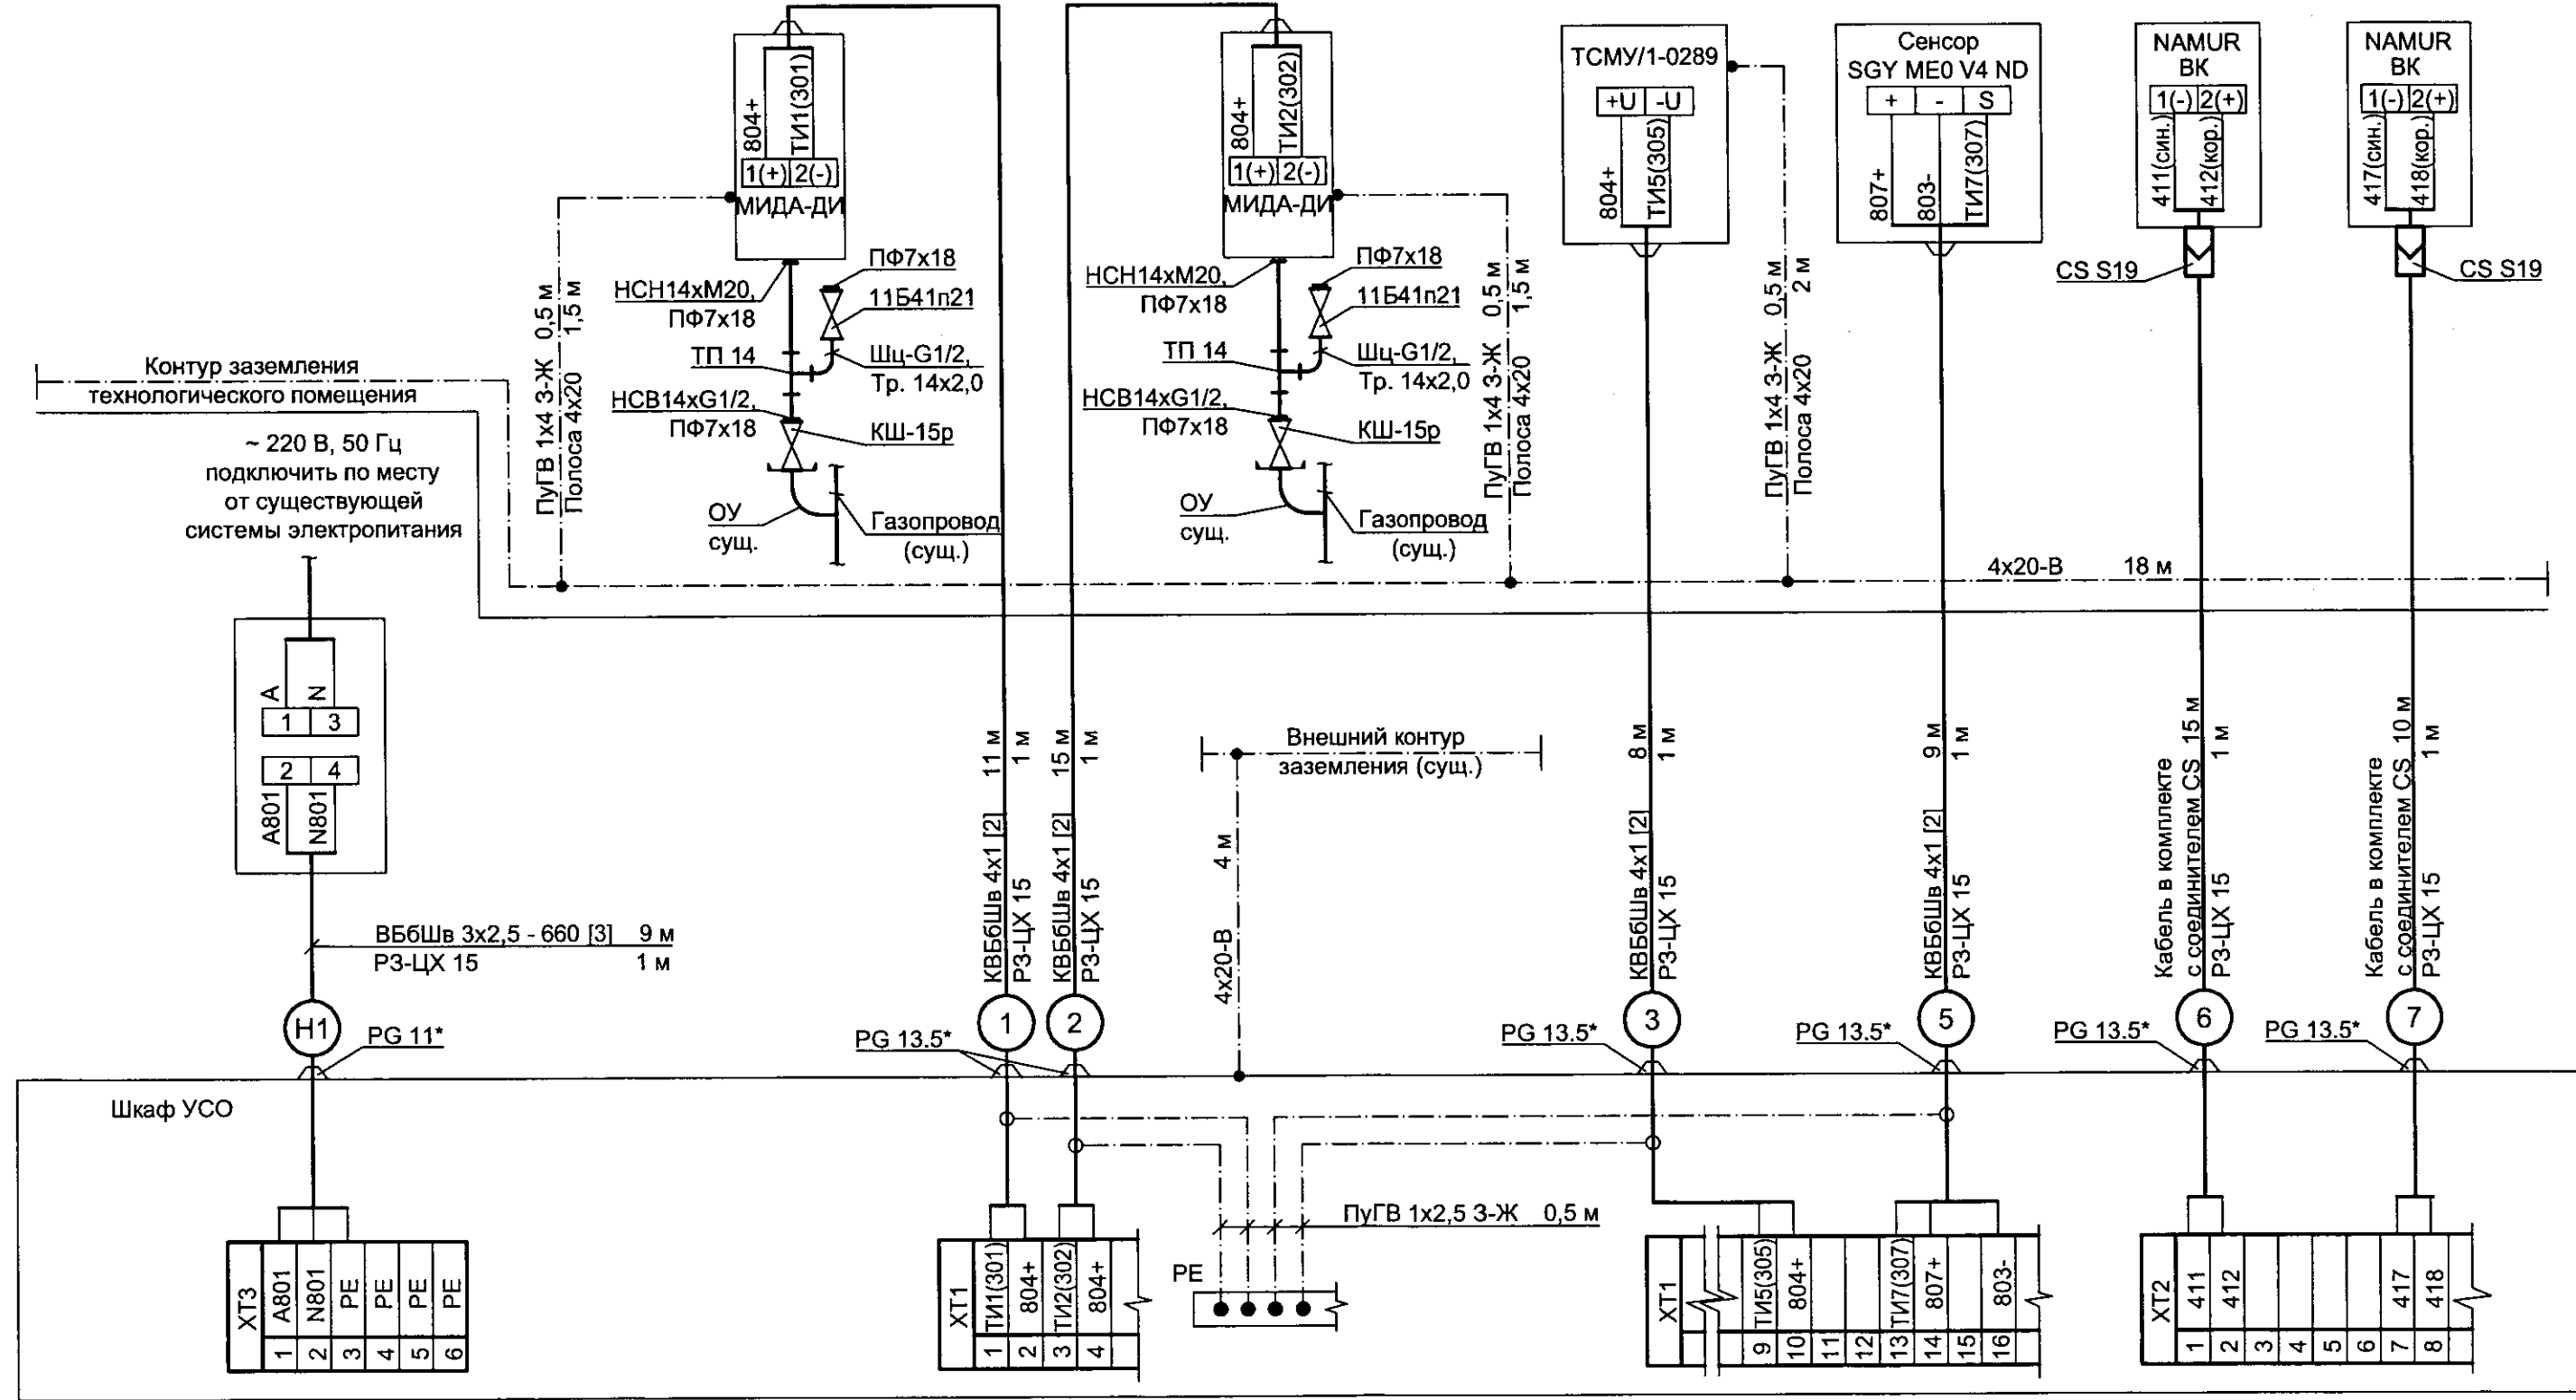 804+
ТИ1(301)
1(+) 2(-)
МИДА-ДИ
НСН14хМ20,
ПФ7х18
ПФ7х18
11Б41п21
ТП 14
Шц-G1/2,
Тр. 14х2,0
НСВ14хG1/2,
ПФ7х18
КШ-15р
ОУ
сущ.
Газопровод
(сущ.)
ПуГВ 1х4 З-Ж 0,5 м
Полоса 4х20 1,5 м
804+
ТИ2(302)
1(+) 2(-)
МИДА-ДИ
НСН14хМ20,
ПФ7х18
ПФ7х18
11Б41п21
ТП 14
Шц-G1/2,
Тр. 14х2,0
НСВ14хG1/2,
ПФ7х18
КШ-15р
ОУ
сущ.
Газопровод
(сущ.)
ПуГВ 1х4 З-Ж 0,5 м
Полоса 4х20 1,5 м
ТСМУ/1-0289
+U -U
804+
ТИ5(305)
ПуГВ 1х4 З-Ж 0,5 м
Полоса 4х20 2 м
Сенсор
SGY ME0 V4 ND
+ - S
807+
803-
ТИ7(307)
NAMUR
ВК
1(-) 2(+)
411(син.)
412(кор.)
CS S19
NAMUR
ВК
1(-) 2(+)
417(син.)
418(кор.)
CS S19
Контур заземления
технологического помещения
4х20-В 18 м
~ 220 В, 50 Гц
подключить по месту
от существующей
системы электропитания
A
N
1 3
2 4
A801
N801
ВБбШв 3х2,5 - 660 [3] 9 м
РЗ-ЦХ 15 1 м
H1
PG 11*
КВБбШв 4х1 [2] 11 м
РЗ-ЦХ 15 1 м
1
КВБбШв 4х1 [2] 15 м
РЗ-ЦХ 15 1 м
2
PG 13.5*
Внешний контур
заземления (сущ.)
4х20-В 4 м
КВБбШв 4х1 [2] 8 м
РЗ-ЦХ 15 1 м
3
PG 13.5*
КВБбШв 4х1 [2] 9 м
РЗ-ЦХ 15 1 м
5
PG 13.5*
Кабель в комплекте
с соединителем CS 15 м
РЗ-ЦХ 15 1 м
6
PG 13.5*
Кабель в комплекте
с соединителем CS 10 м
РЗ-ЦХ 15 1 м
7
PG 13.5*
Шкаф УСО
ПуГВ 1х2,5 З-Ж 0,5 м
PE
XT3
A801 N801 PE PE PE PE
1 2 3 4 5 6
XT1
ТИ1(301) 804+ ТИ2(302) 804+
1 2 3 4
XT1
ТИ5(305) 804+ ТИ7(307) 807+ 803-
9 10 11 12 13 14 15 16
XT2
411 412 417 418
1 2 3 4 5 6 7 8